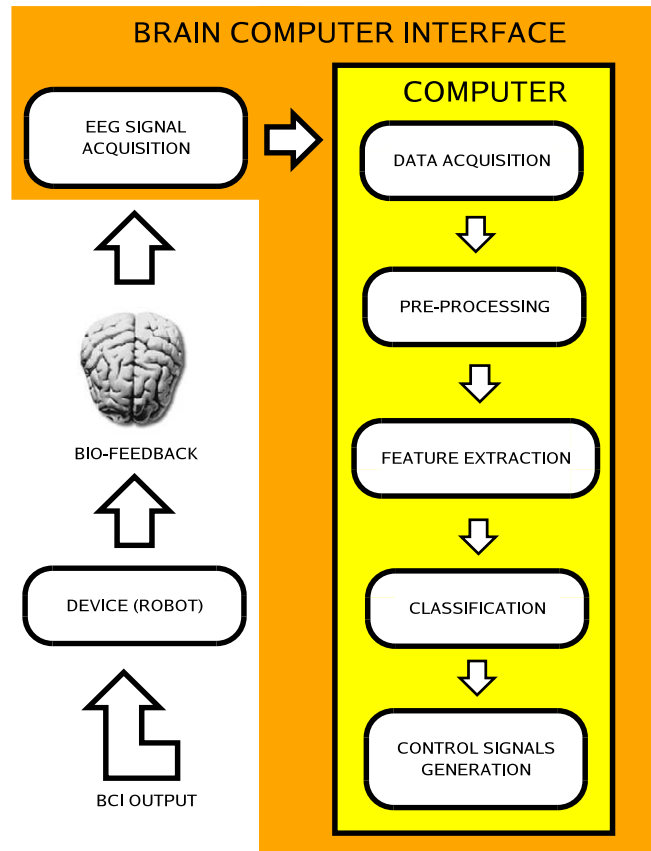 BRAIN COMPUTER INTERFACE
EEG SIGNAL
ACQUISITION
COMPUTER
DATA ACQUISITION
PRE-PROCESSING
FEATURE EXTRACTION
CLASSIFICATION
CONTROL SIGNALS
GENERATION
BIO-FEEDBACK
DEVICE (ROBOT)
BCI OUTPUT